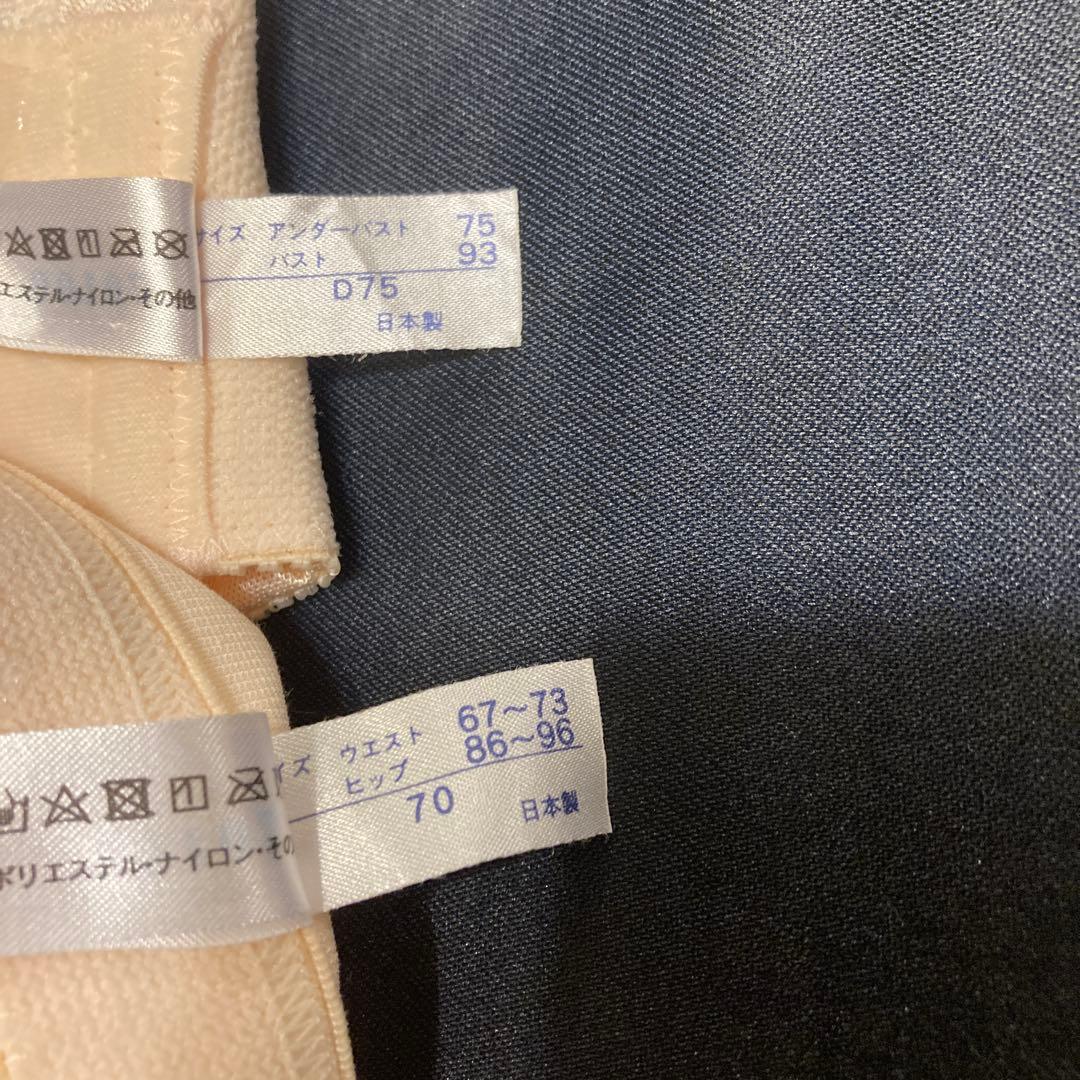 サイズ アンダーバスト 75
バスト 93
D75
日本製
エステル・ナイロン・その他
イズ ウエスト 67～73
ヒップ 86～96
70 日本製
ポリエステル・ナイロン・その